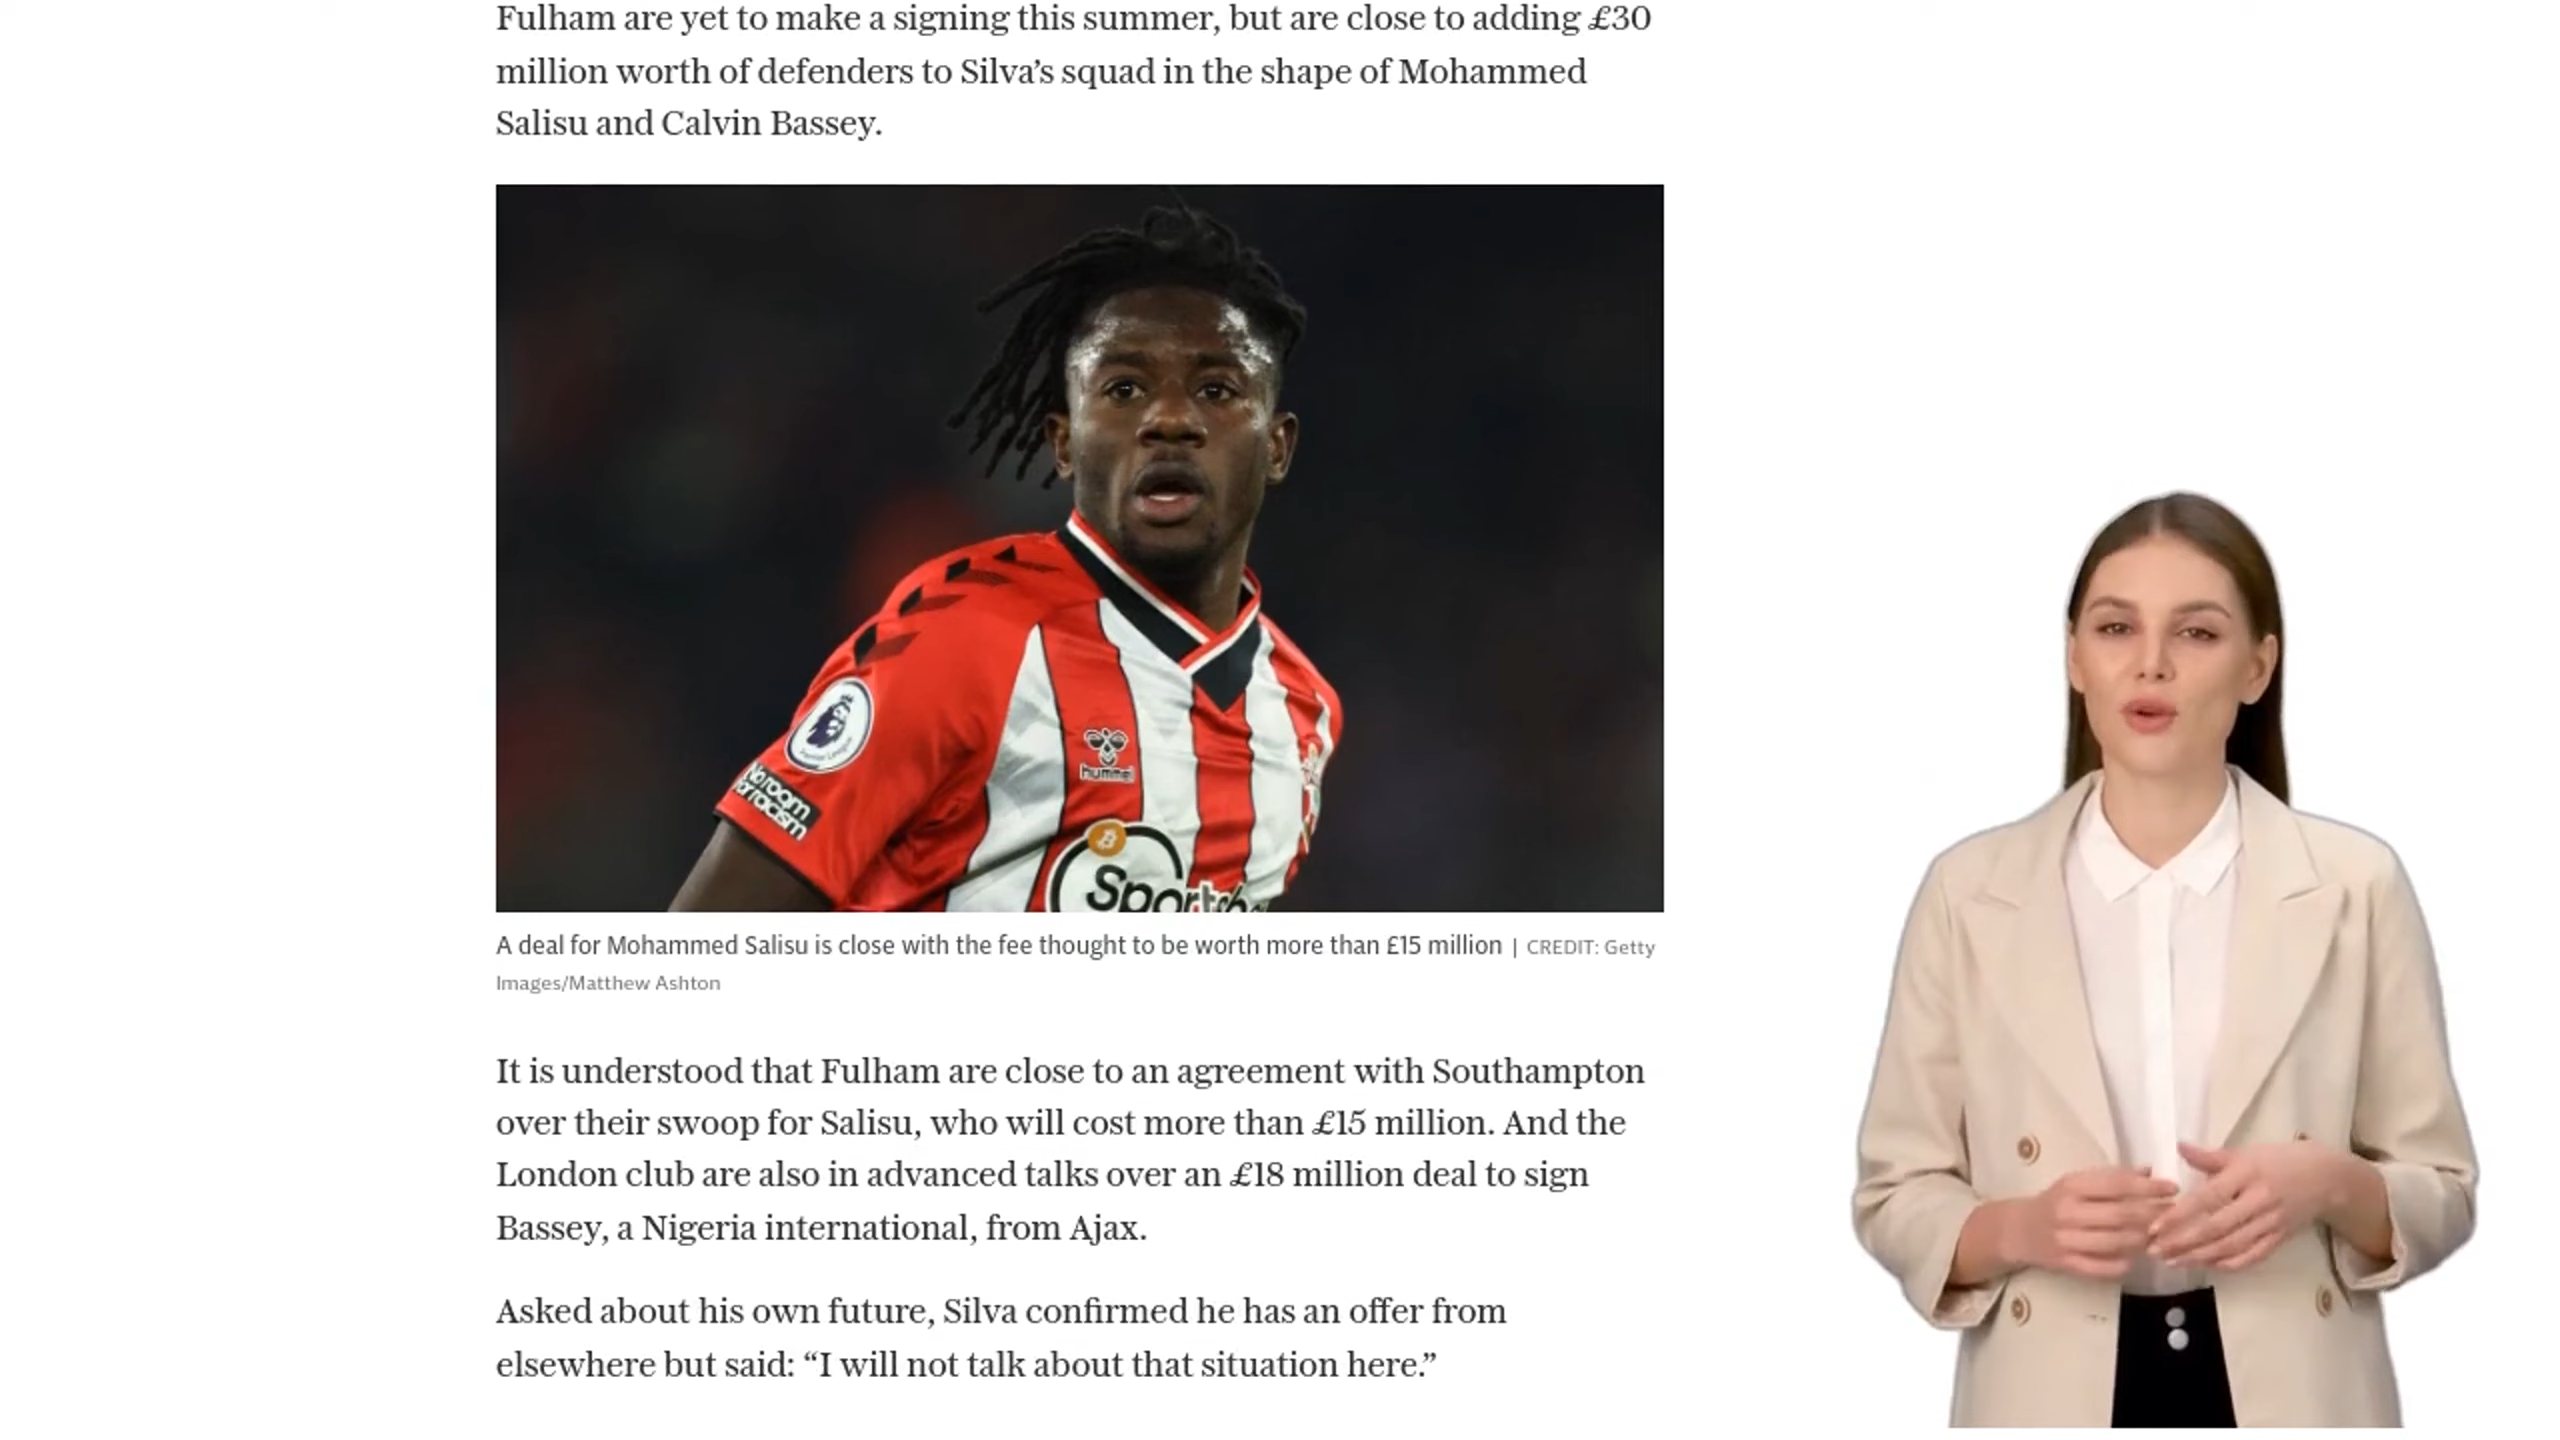 Fulham are yet to make a signing this summer, but are close to adding £30
million worth of defenders to Silva’s squad in the shape of Mohammed
Salisu and Calvin Bassey.
No room
for racism
hummel
Sports
A deal for Mohammed Salisu is close with the fee thought to be worth more than £15 million | CREDIT: Getty
Images/Matthew Ashton
It is understood that Fulham are close to an agreement with Southampton
over their swoop for Salisu, who will cost more than £15 million. And the
London club are also in advanced talks over an £18 million deal to sign
Bassey, a Nigeria international, from Ajax.
Asked about his own future, Silva confirmed he has an offer from
elsewhere but said: “I will not talk about that situation here.”